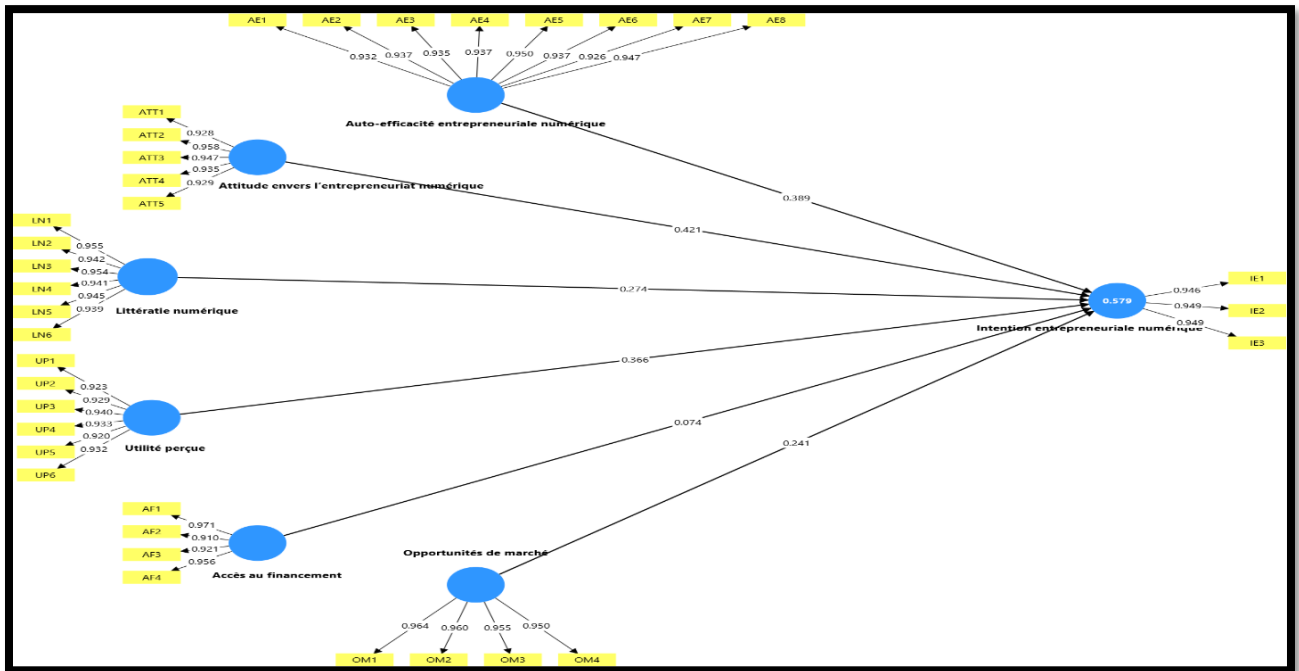 AE1 AE2 AE3 AE4 AE5 AE6 AE7 AE8
0.932 0.937 0.935 0.937 0.950 0.937 0.926 0.947
Auto-efficacité entrepreneuriale numérique
ATT1
ATT2
ATT3
ATT4
ATT5
0.928
0.958
0.947
0.935
0.929
Attitude envers l'entrepreneuriat numérique
LN1
LN2
LN3
LN4
LN5
LN6
0.955
0.942
0.954
0.941
0.945
0.939
Littératie numérique
UP1
UP2
UP3
UP4
UP5
UP6
0.923
0.929
0.940
0.933
0.920
0.932
Utilité perçue
AF1
AF2
AF3
AF4
0.971
0.910
0.921
0.956
Accès au financement
Opportunités de marché
0.964 0.960 0.955 0.950
OM1 OM2 OM3 OM4
0.389
0.421
0.274
0.366
0.074
0.241
0.579
Intention entrepreneuriale numérique
0.946
0.949
0.949
IE1
IE2
IE3